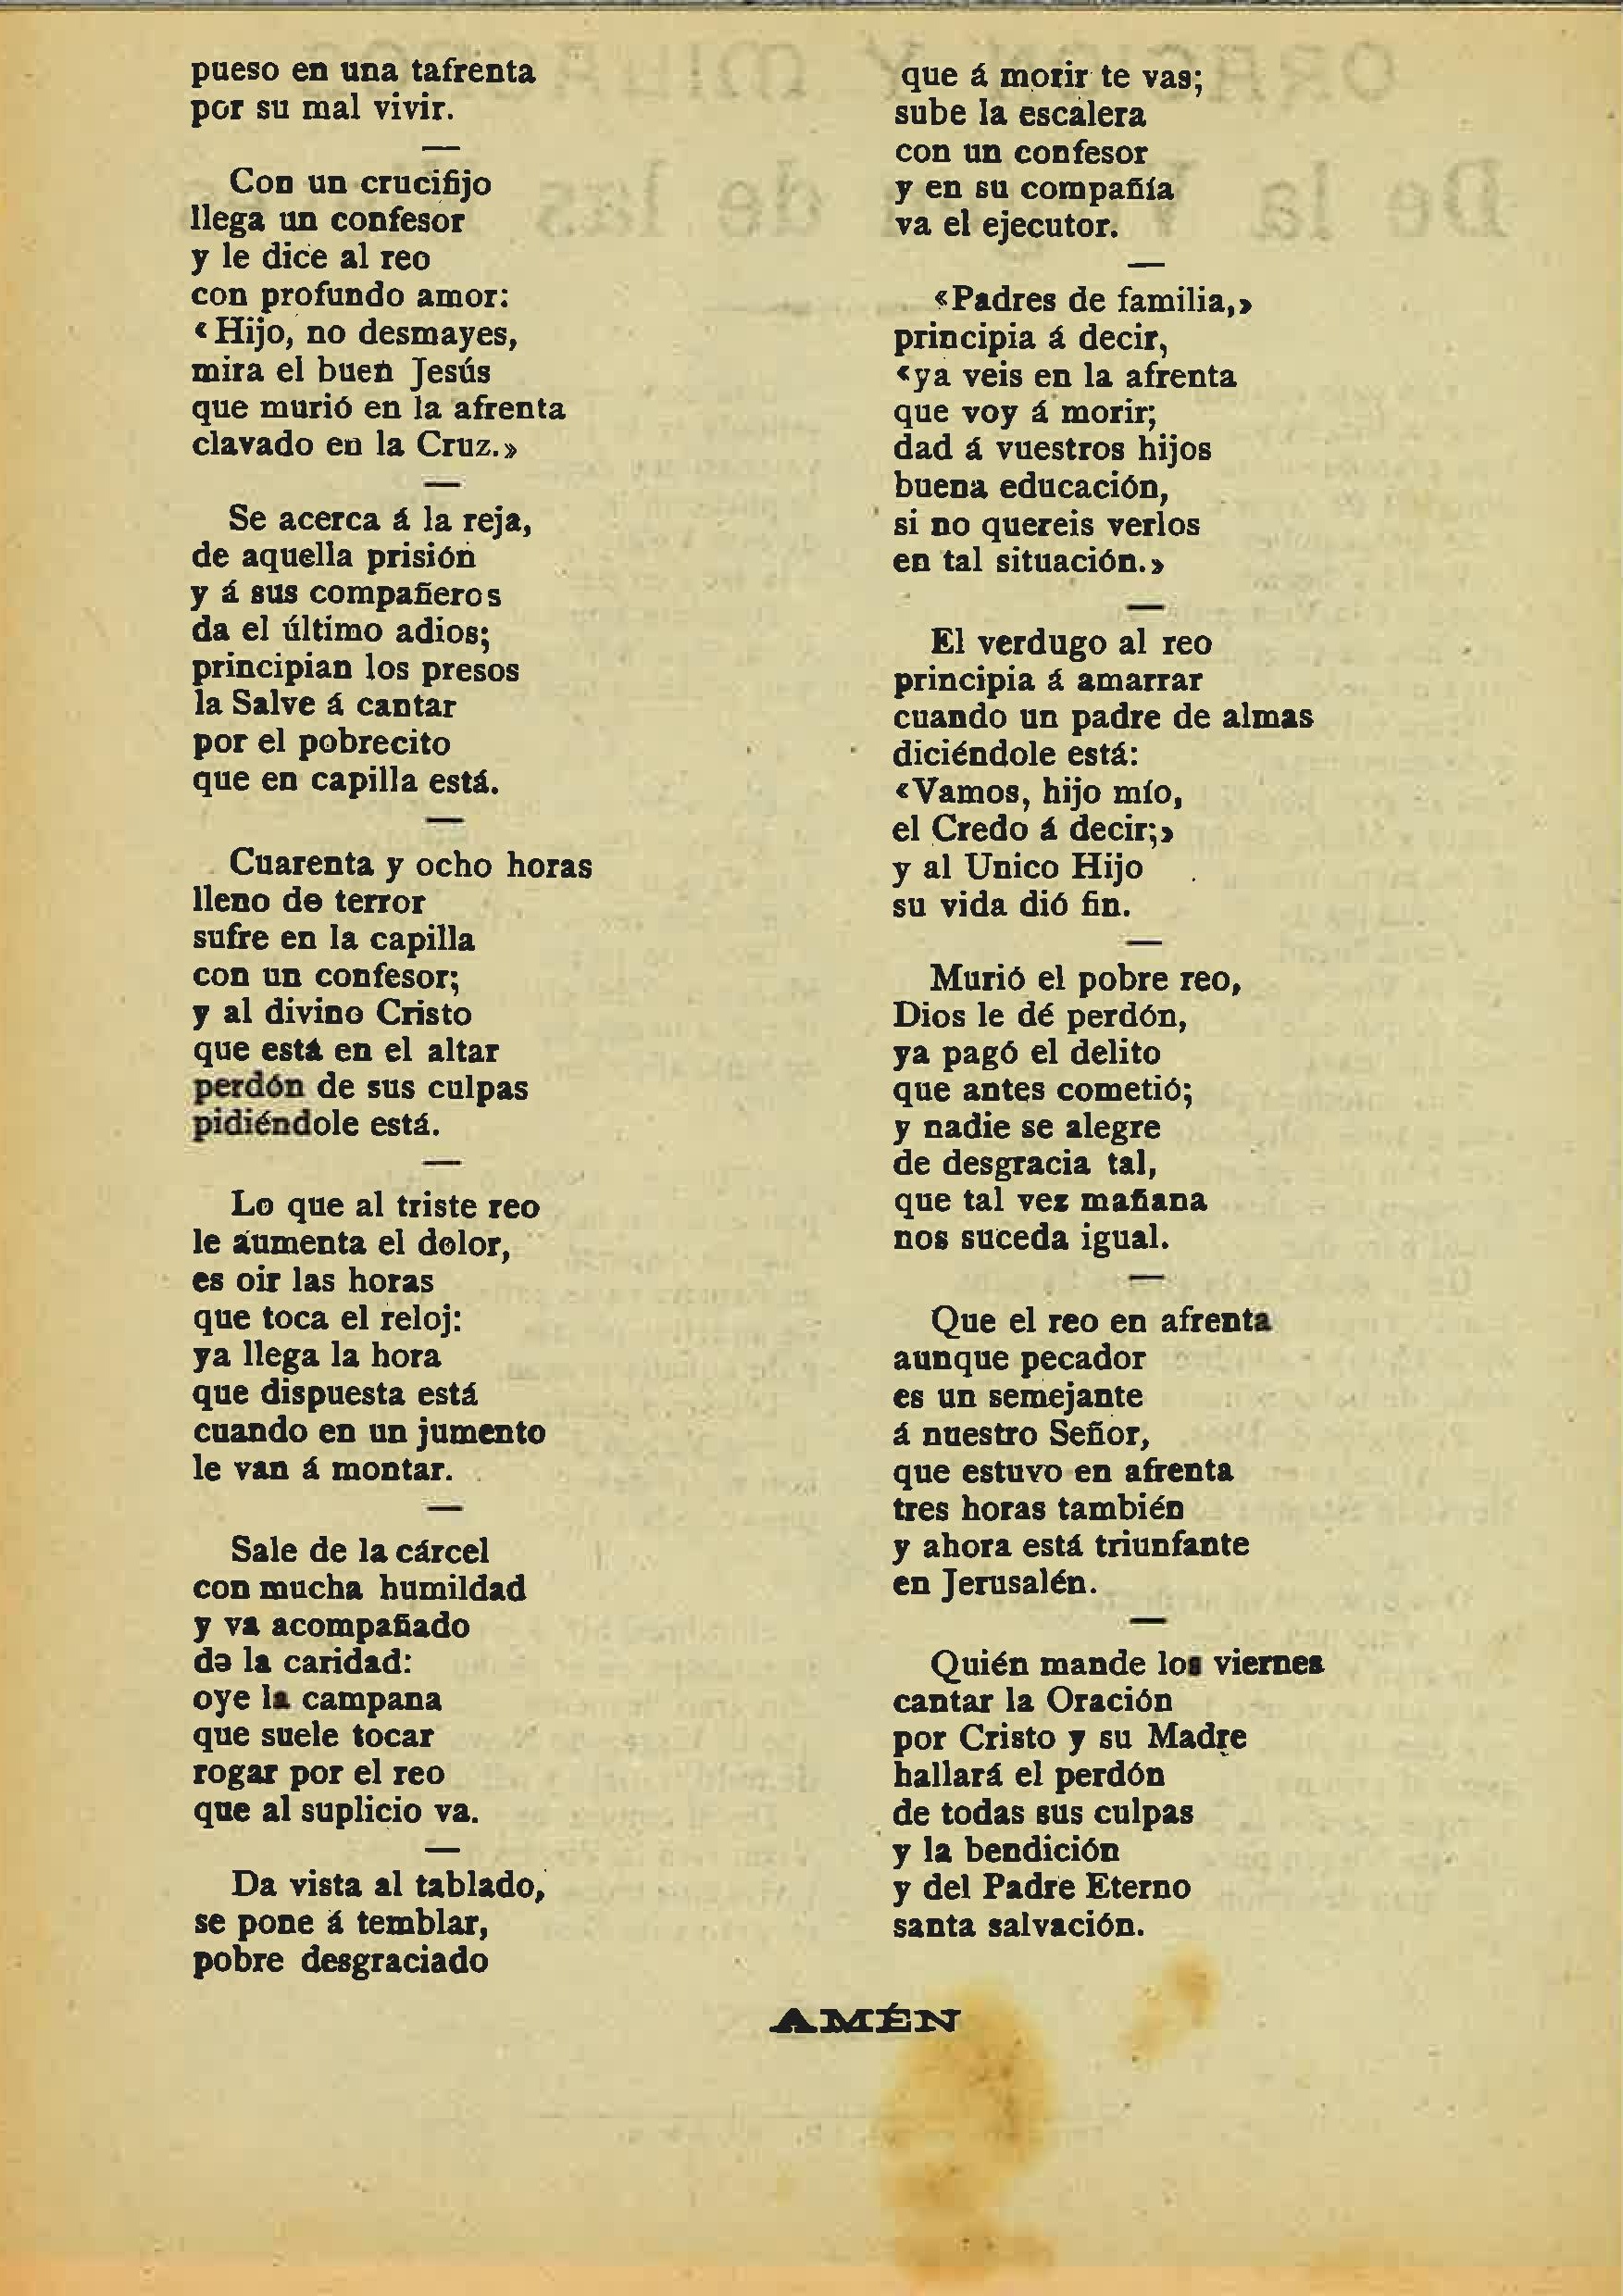 pueso en una tafrenta
por su mal vivir.
—
Con un crucifijo
llega un confesor
y le dice al reo
con profundo amor:
«Hijo, no desmayes,
mira el buen Jesús
que murió en la afrenta
clavado en la Cruz.»
—
Se acerca á la reja,
de aquella prisión
y á sus compañeros
da el último adios;
principian los presos
la Salve á cantar
por el pobrecito
que en capilla está.
—
Cuarenta y ocho horas
lleno de terror
sufre en la capilla
con un confesor;
y al divino Cristo
que está en el altar
perdón de sus culpas
pidiéndole está.
—
Lo que al triste reo
le aumenta el dolor,
es oir las horas
que toca el reloj:
ya llega la hora
que dispuesta está
cuando en un jumento
le van á montar.
—
Sale de la cárcel
con mucha humildad
y va acompañado
de la caridad:
oye la campana
que suele tocar
rogar por el reo
que al suplicio va.
—
Da vista al tablado,
se pone á temblar,
pobre desgraciado
que á morir te vas;
sube la escalera
con un confesor
y en su compañía
va el ejecutor.
—
«Padres de familia,»
principia á decir,
«ya veis en la afrenta
que voy á morir;
dad á vuestros hijos
buena educación,
si no quereis verlos
en tal situación.»
—
El verdugo al reo
principia á amarrar
cuando un padre de almas
diciéndole está:
«Vamos, hijo mío,
el Credo á decir;»
y al Unico Hijo
su vida dió fin.
—
Murió el pobre reo,
Dios le dé perdón,
ya pagó el delito
que antes cometió;
y nadie se alegre
de desgracia tal,
que tal vez mañana
nos suceda igual.
—
Que el reo en afrenta
aunque pecador
es un semejante
á nuestro Señor,
que estuvo en afrenta
tres horas también
y ahora está triunfante
en Jerusalén.
—
Quién mande los viernes
cantar la Oración
por Cristo y su Madre
hallará el perdón
de todas sus culpas
y la bendición
y del Padre Eterno
santa salvación.
AMÉN